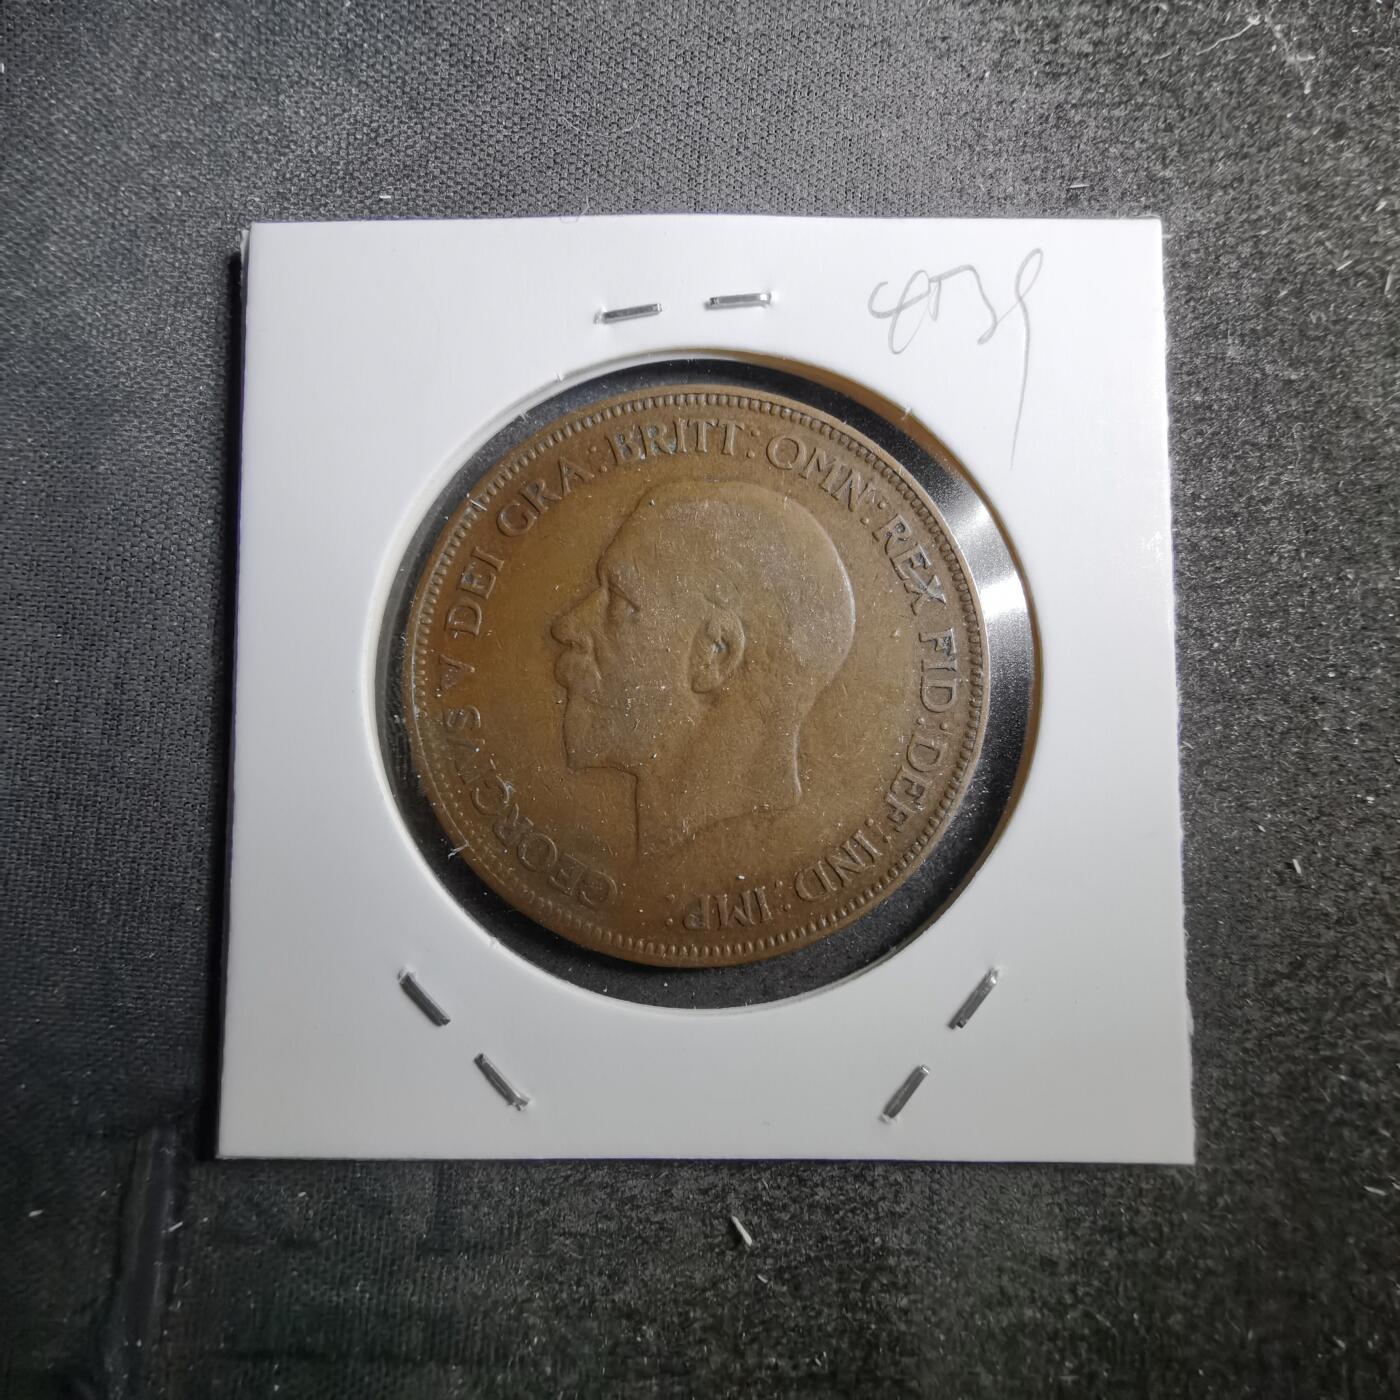 GEORGIVS V DEI GRA: BRITT: OMN: REX FID: DEF: IND: IMP: